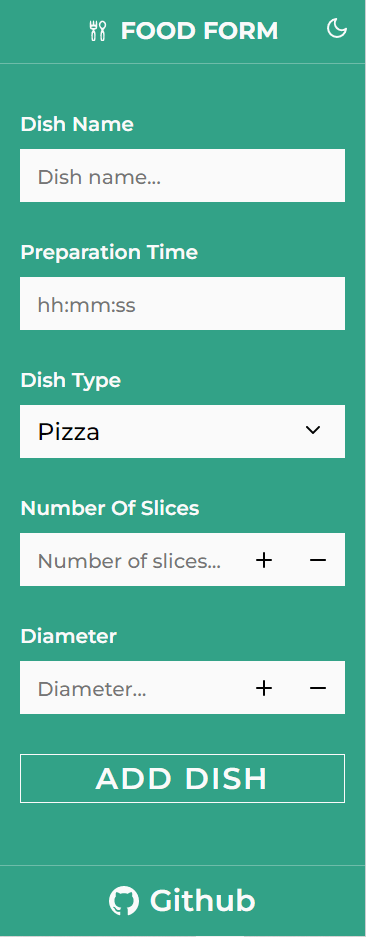 FOOD FORM
Dish Name
Dish name...
Preparation Time
hh:mm:ss
Dish Type
Pizza
Number Of Slices
Number of slices...
Diameter
Diameter...
ADD DISH
Github